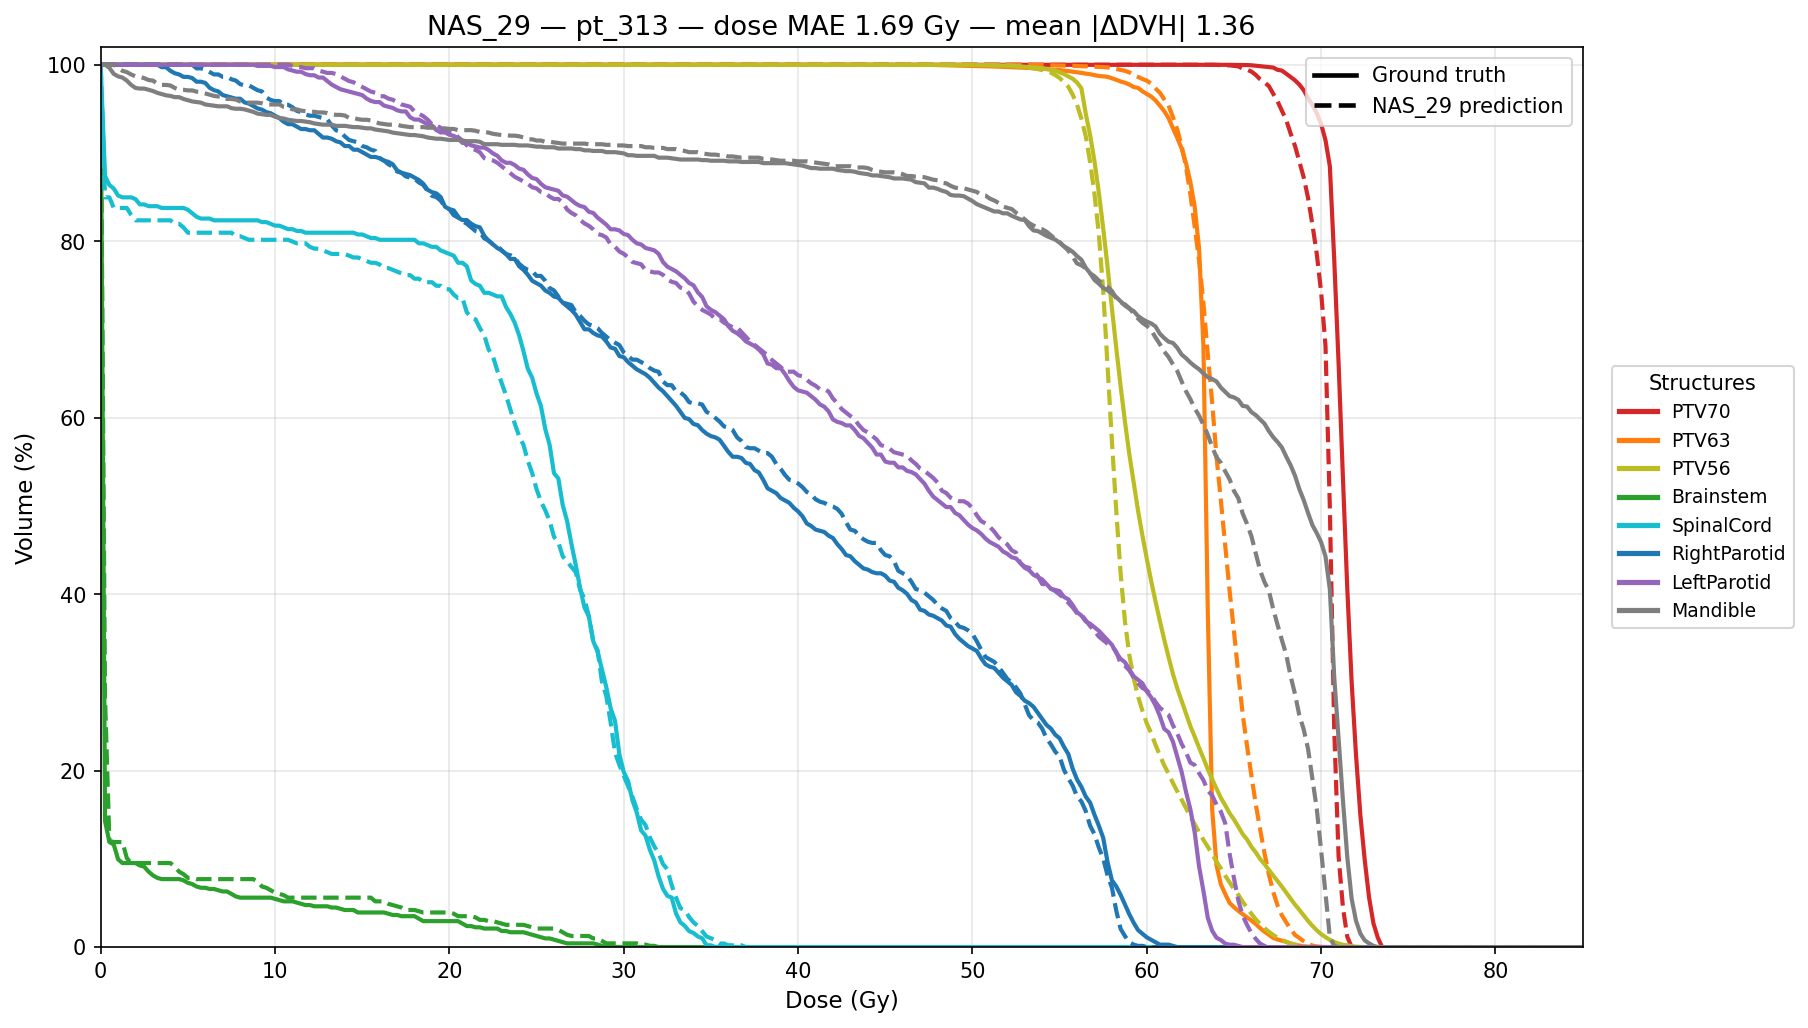 NAS_29 — pt_313 — dose MAE 1.69 Gy — mean |ΔDVH| 1.36
Ground truth
NAS_29 prediction
Volume (%)
100
80
60
40
20
0
0 10 20 30 40 50 60 70 80
Dose (Gy)
Structures
PTV70
PTV63
PTV56
Brainstem
SpinalCord
RightParotid
LeftParotid
Mandible